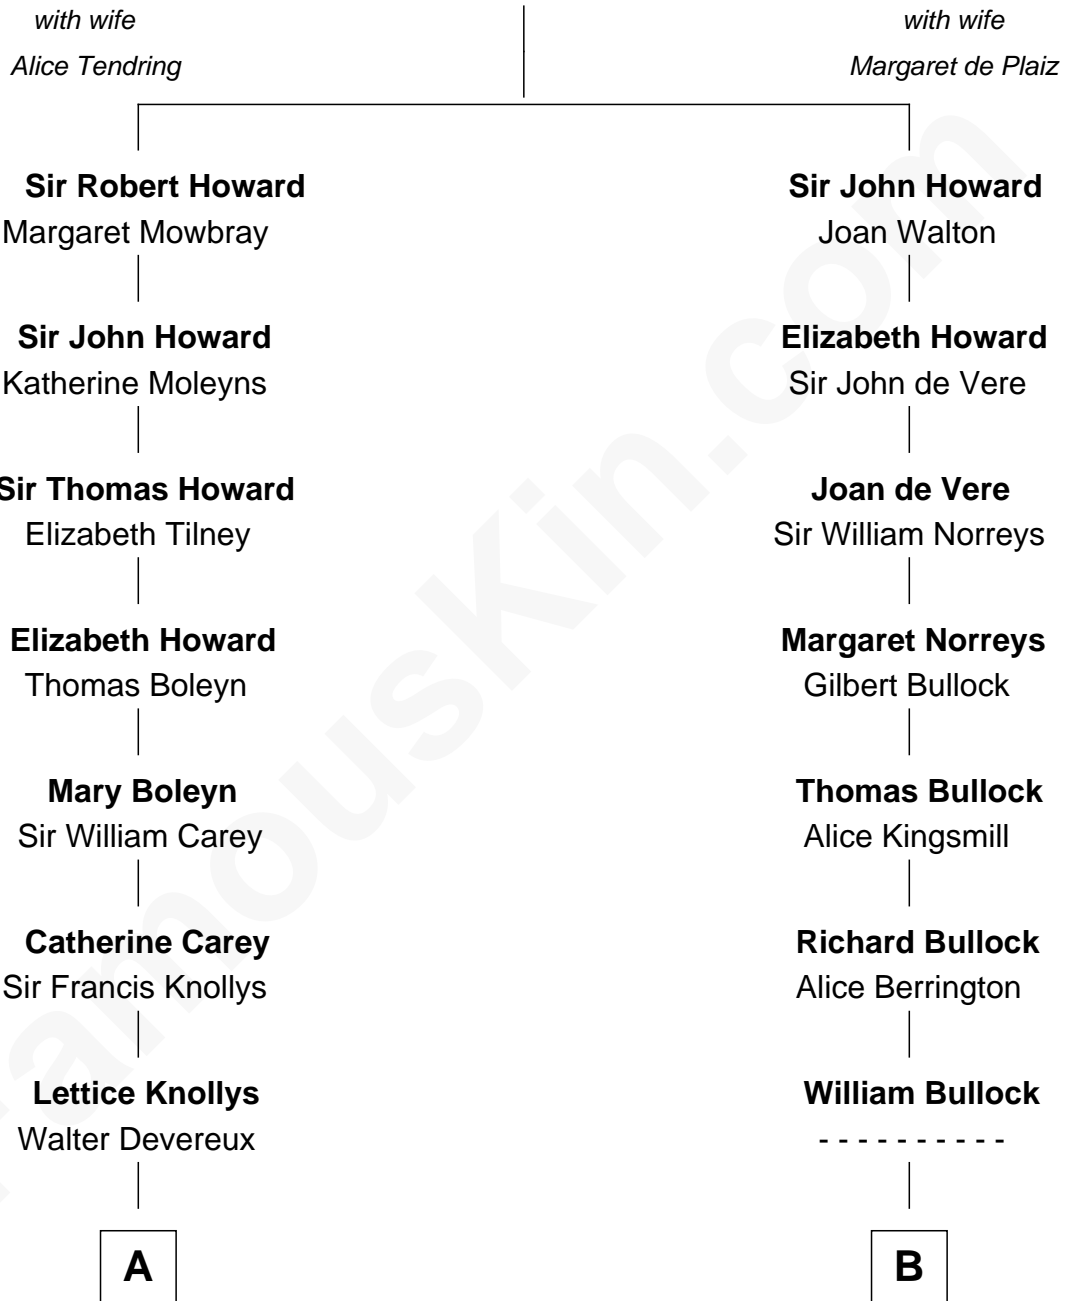 with wife
Alice Tendring
with wife
Margaret de Plaiz
Sir Robert Howard
Margaret Mowbray
Sir John Howard
Joan Walton
Sir John Howard
Katherine Moleyns
Elizabeth Howard
Sir John de Vere
Sir Thomas Howard
Elizabeth Tilney
Joan de Vere
Sir William Norreys
Elizabeth Howard
Thomas Boleyn
Margaret Norreys
Gilbert Bullock
Mary Boleyn
Sir William Carey
Thomas Bullock
Alice Kingsmill
Catherine Carey
Sir Francis Knollys
Richard Bullock
Alice Berrington
Lettice Knollys
Walter Devereux
William Bullock
- - - - - - - - - -
A
B
FamousKin.com